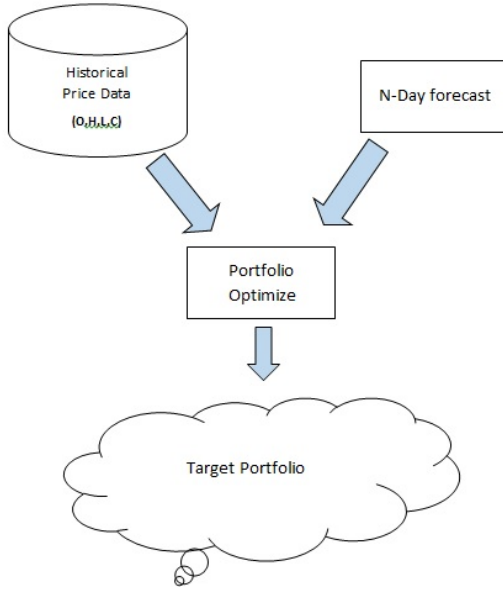 Historical
Price Data
(O,H,L,C)
N-Day forecast
Portfolio
Optimize
Target Portfolio